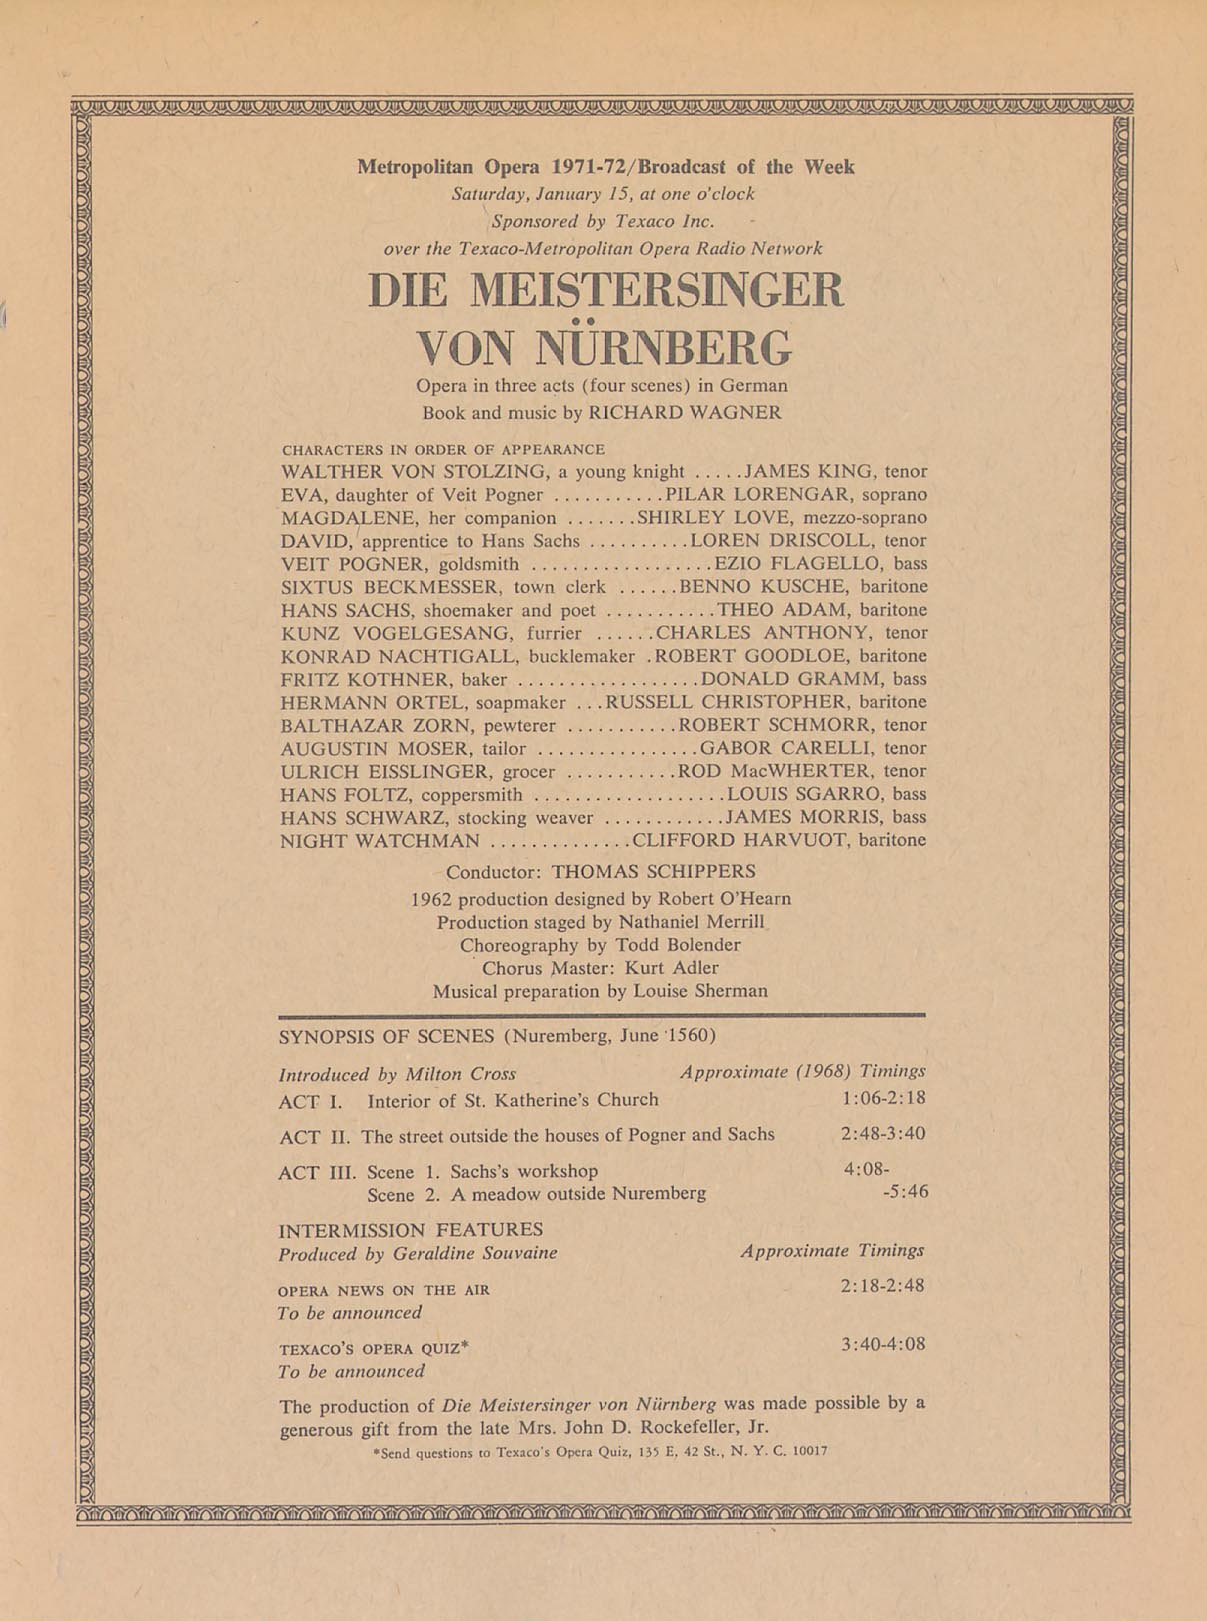 Metropolitan Opera 1971-72/Broadcast of the Week
Saturday, January 15, at one o'clock
Sponsored by Texaco Inc.
over the Texaco-Metropolitan Opera Radio Network
DIE MEISTERSINGER
VON NÜRNBERG
Opera in three acts (four scenes) in German
Book and music by RICHARD WAGNER
CHARACTERS IN ORDER OF APPEARANCE
WALTHER VON STOLZING, a young knight .....JAMES KING, tenor
EVA, daughter of Veit Pogner ...........PILAR LORENGAR, soprano
MAGDALENE, her companion .......SHIRLEY LOVE, mezzo-soprano
DAVID, apprentice to Hans Sachs ..........LOREN DRISCOLL, tenor
VEIT POGNER, goldsmith ..................EZIO FLAGELLO, bass
SIXTUS BECKMESSER, town clerk ......BENNO KUSCHE, baritone
HANS SACHS, shoemaker and poet ...........THEO ADAM, baritone
KUNZ VOGELGESANG, furrier ......CHARLES ANTHONY, tenor
KONRAD NACHTIGALL, bucklemaker .ROBERT GOODLOE, baritone
FRITZ KOTHNER, baker ..................DONALD GRAMM, bass
HERMANN ORTEL, soapmaker ...RUSSELL CHRISTOPHER, baritone
BALTHAZAR ZORN, pewterer ...........ROBERT SCHMORR, tenor
AUGUSTIN MOSER, tailor ................GABOR CARELLI, tenor
ULRICH EISSLINGER, grocer ...........ROD MacWHERTER, tenor
HANS FOLTZ, coppersmith ...................LOUIS SGARRO, bass
HANS SCHWARZ, stocking weaver ............JAMES MORRIS, bass
NIGHT WATCHMAN ..............CLIFFORD HARVUOT, baritone
Conductor: THOMAS SCHIPPERS
1962 production designed by Robert O'Hearn
Production staged by Nathaniel Merrill
Choreography by Todd Bolender
Chorus Master: Kurt Adler
Musical preparation by Louise Sherman
SYNOPSIS OF SCENES (Nuremberg, June 1560)
Introduced by Milton Cross Approximate (1968) Timings
ACT I. Interior of St. Katherine's Church 1:06-2:18
ACT II. The street outside the houses of Pogner and Sachs 2:48-3:40
ACT III. Scene 1. Sachs's workshop 4:08-
Scene 2. A meadow outside Nuremberg -5:46
INTERMISSION FEATURES
Produced by Geraldine Souvaine Approximate Timings
OPERA NEWS ON THE AIR 2:18-2:48
To be announced
TEXACO'S OPERA QUIZ* 3:40-4:08
To be announced
The production of Die Meistersinger von Nürnberg was made possible by a
generous gift from the late Mrs. John D. Rockefeller, Jr.
*Send questions to Texaco's Opera Quiz, 135 E. 42 St., N. Y. C. 10017